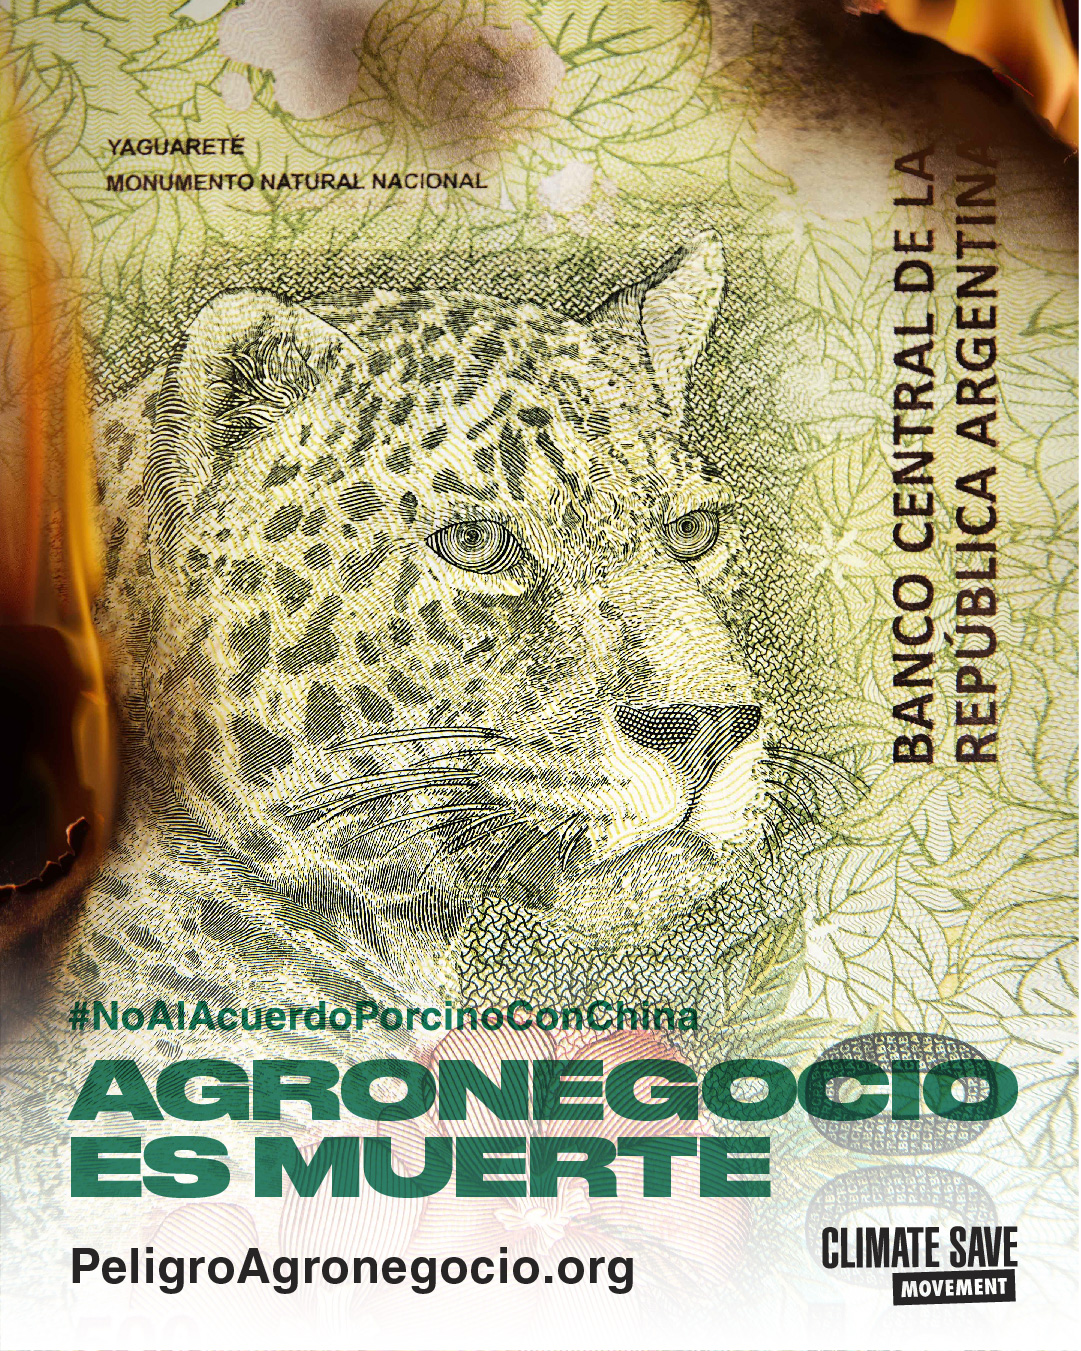 YAGUARETÉ
MONUMENTO NATURAL NACIONAL
BANCO CENTRAL DE LA
REPÚBLICA ARGENTINA
#NoAlAcuerdoPorcinoConChina
AGRONEGOCIO
ES MUERTE
PeligroAgronegocio.org
CLIMATE SAVE
MOVEMENT
500